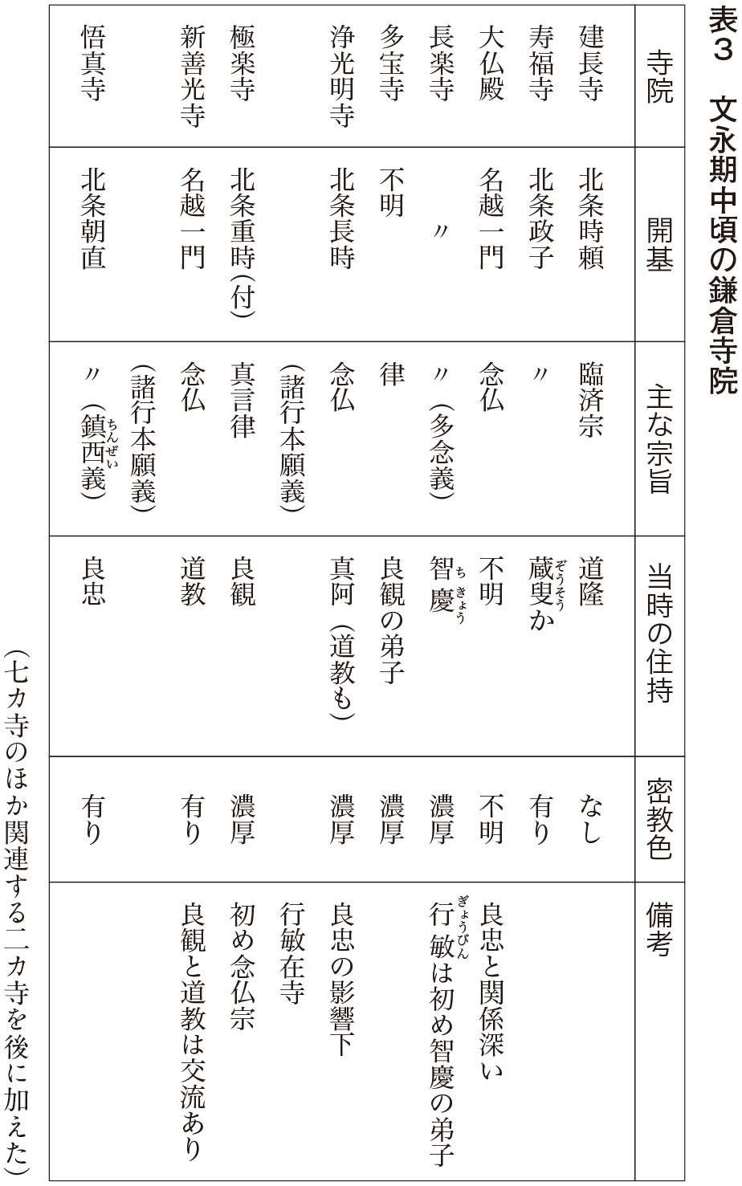 表３　文永期中頃の鎌倉寺院
寺院　開基　主な宗旨　当時の住持　密教色　備考
建長寺　北条時頼　臨済宗　道隆　なし
寿福寺　北条政子　〃　蔵叟か　有り
ぞうそう
大仏殿　名越一門　念仏　不明　不明　良忠と関係深い
長楽寺　〃　〃（多念義）　智慶　濃厚　行敏は初め智慶の弟子
ちきょう　ぎょうびん
多宝寺　不明　律　良観の弟子　濃厚
浄光明寺　北条長時　念仏　真阿（道教も）　濃厚　良忠の影響下
（諸行本願義）　行敏在寺
極楽寺　北条重時（付）　真言律　良観　濃厚　初め念仏宗
新善光寺　名越一門　念仏　道教　有り　良観と道教は交流あり
（諸行本願義）
悟真寺　北条朝直　〃（鎮西義）　良忠　有り
ちんぜい
（七カ寺のほか関連する二カ寺を後に加えた）